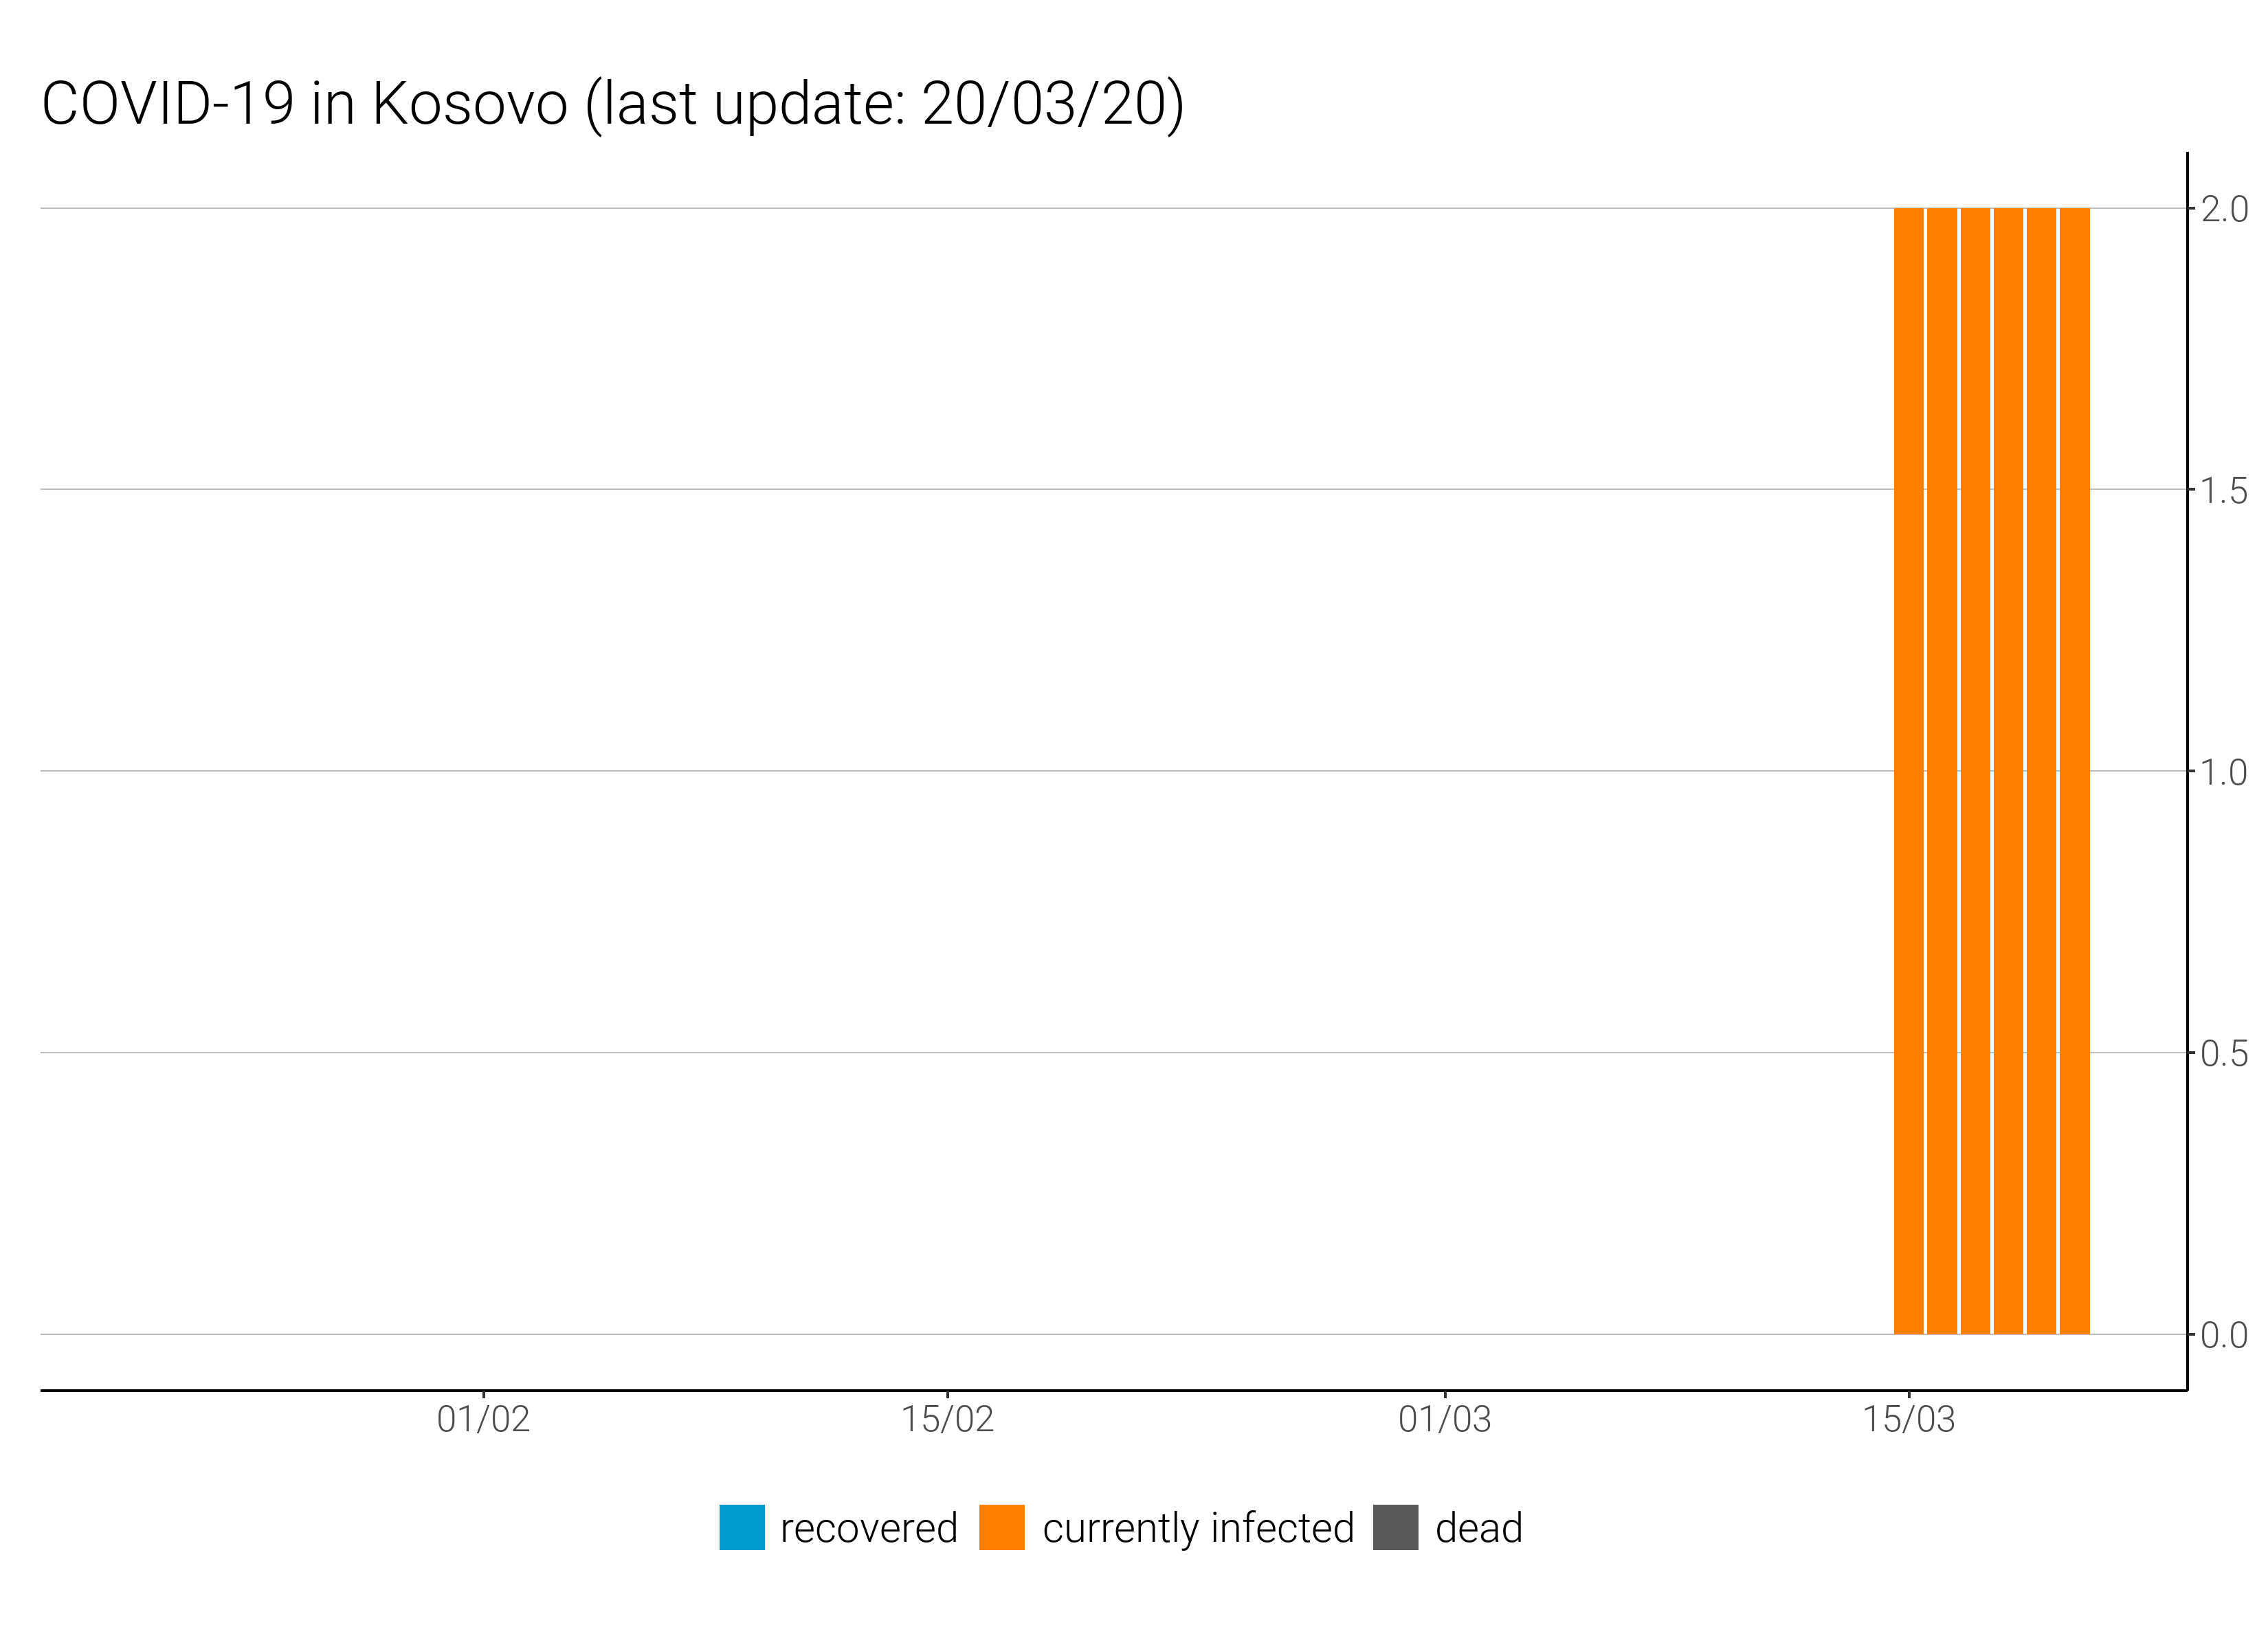 COVID-19 in Kosovo (last update: 20/03/20)
2.0
1.5
1.0
0.5
0.0
01/02 15/02 01/03 15/03
recovered currently infected dead